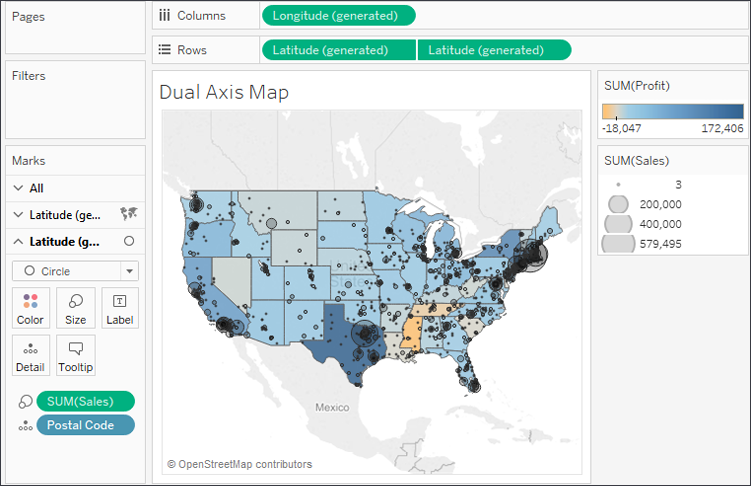 Pages
Columns
Longitude (generated)
Rows
Latitude (generated)
Latitude (generated)
Filters
Marks
All
Latitude (ge...
Latitude (g...
Circle
Color
Size
Label
Detail
Tooltip
SUM(Sales)
Postal Code
Dual Axis Map
Mexico
© OpenStreetMap contributors
SUM(Profit)
-18,047
172,406
SUM(Sales)
3
200,000
400,000
579,495